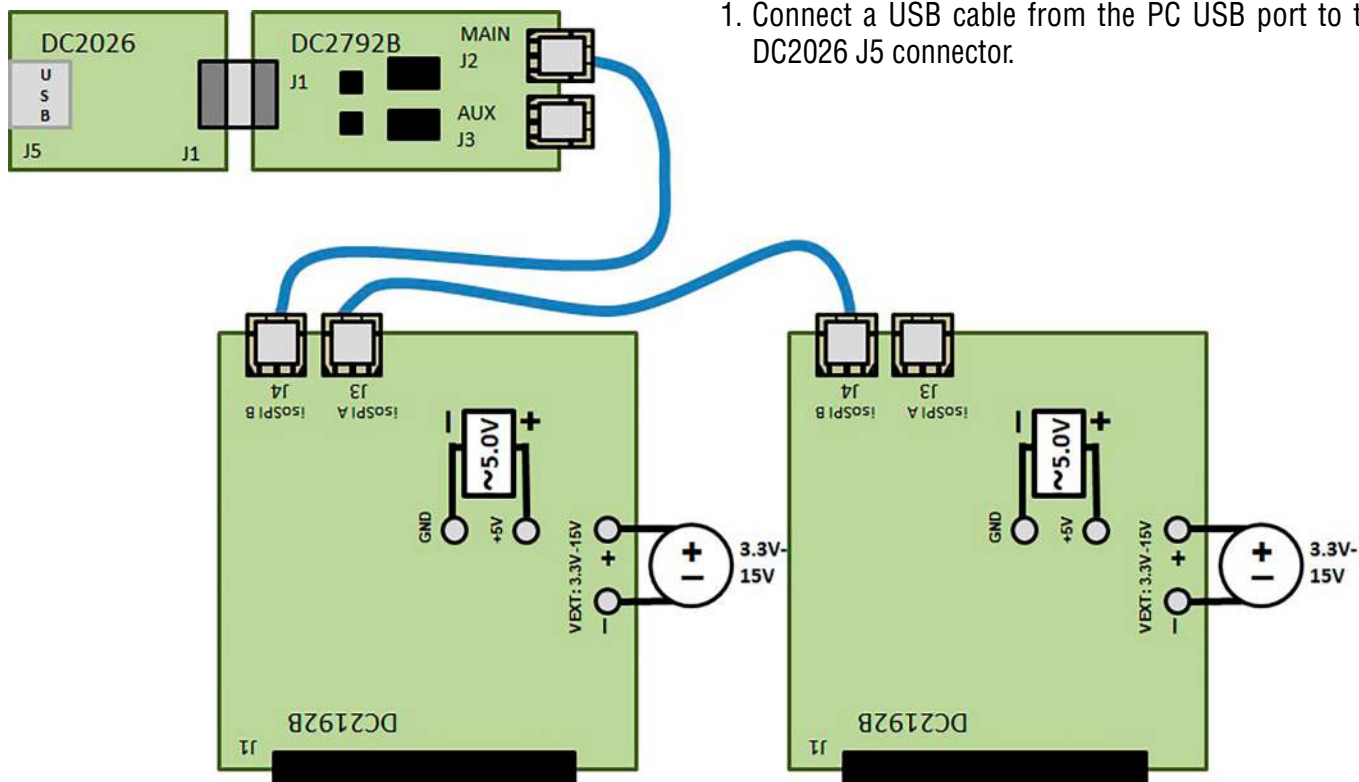 1. Connect a USB cable from the PC USB port to
DC2026 J5 connector.
DC2026
U
S
B
J5
J1
DC2792B
J1
MAIN
J2
AUX
J3
J4
isoSPI B
J3
isoSPI A
−
+
~5.0V
GND
+5V
VEXT: 3.3V-15V
+
−
+
−
3.3V-
15V
DC2192B
J1
J4
isoSPI B
J3
isoSPI A
−
+
~5.0V
GND
+5V
VEXT: 3.3V-15V
+
−
+
−
3.3V-
15V
DC2192B
J1